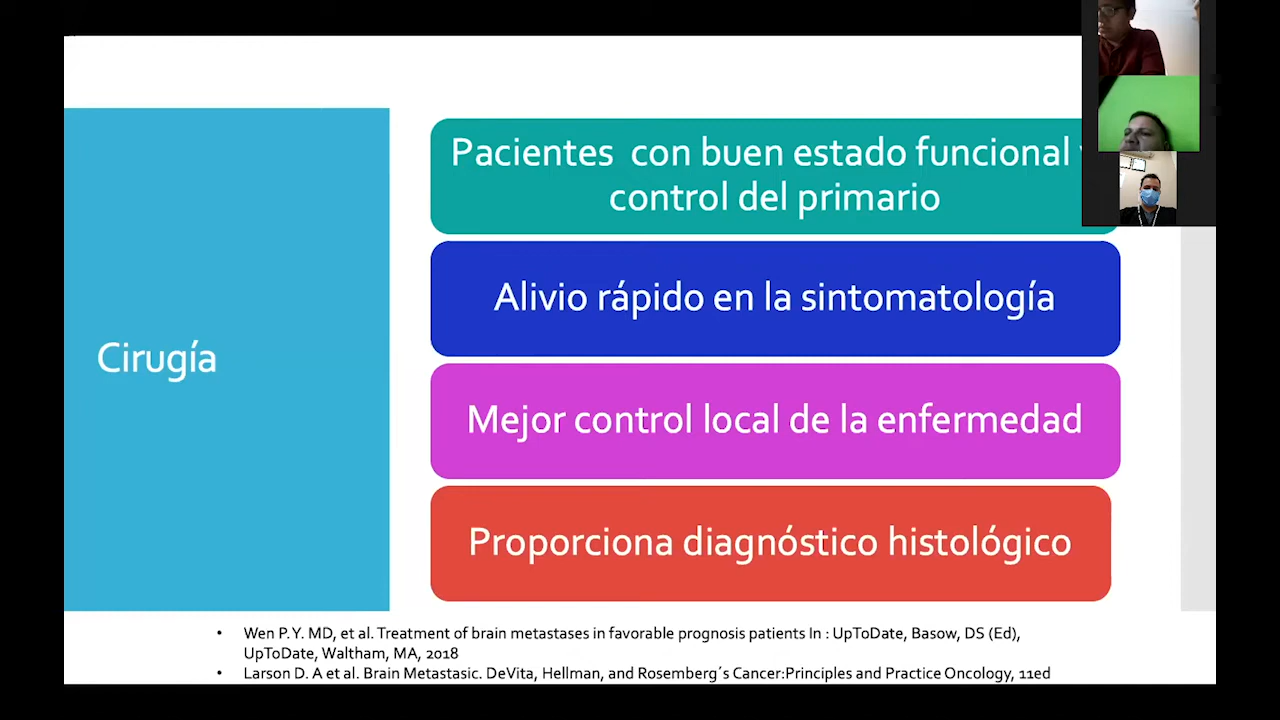 Pacientes con buen estado funcional
control del primario
Alivio rápido en la sintomatología
Cirugía
Mejor control local de la enfermedad
Proporciona diagnóstico histológico
• Wen P.Y. MD, et al. Treatment of brain metastases in favorable prognosis patients In : UpToDate, Basow, DS (Ed),
UpToDate, Waltham, MA, 2018
• Larson D. A et al. Brain Metastasic. DeVita, Hellman, and Rosemberg´s Cancer:Principles and Practice Oncology, 11ed